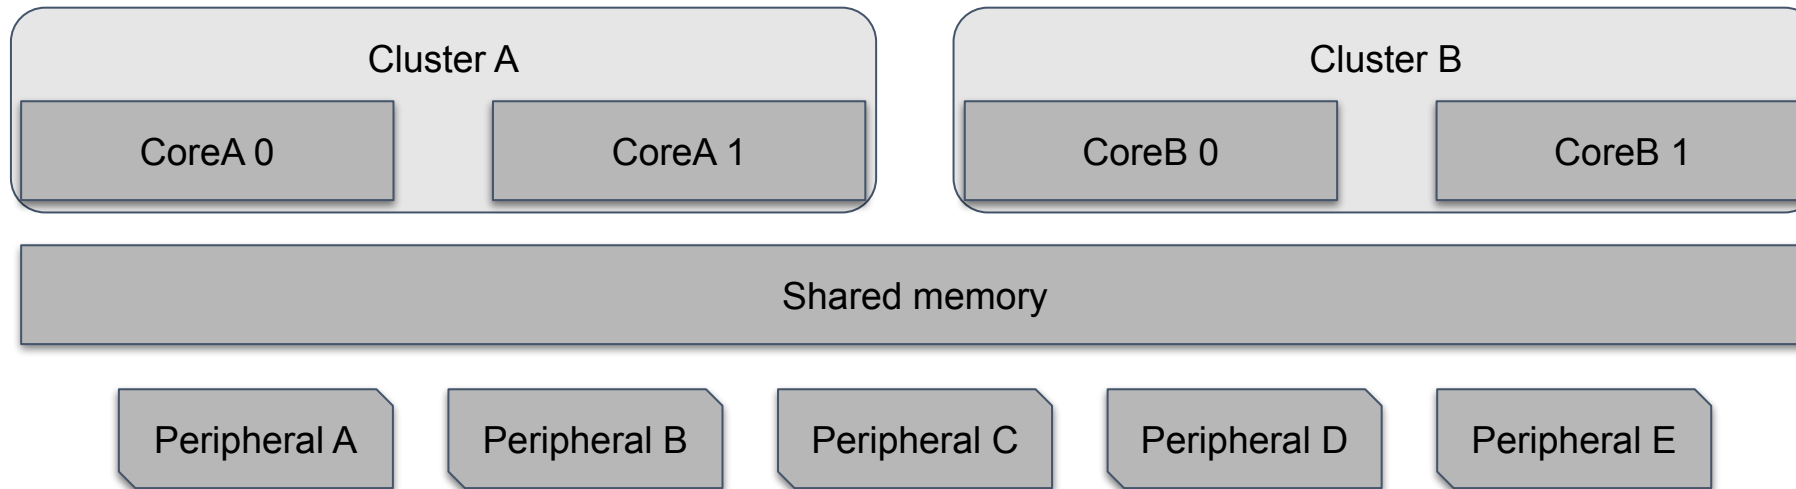 Cluster A
Cluster B
CoreA 0
CoreA 1
CoreB 0
CoreB 1
Shared memory
Peripheral A
Peripheral B
Peripheral C
Peripheral D
Peripheral E